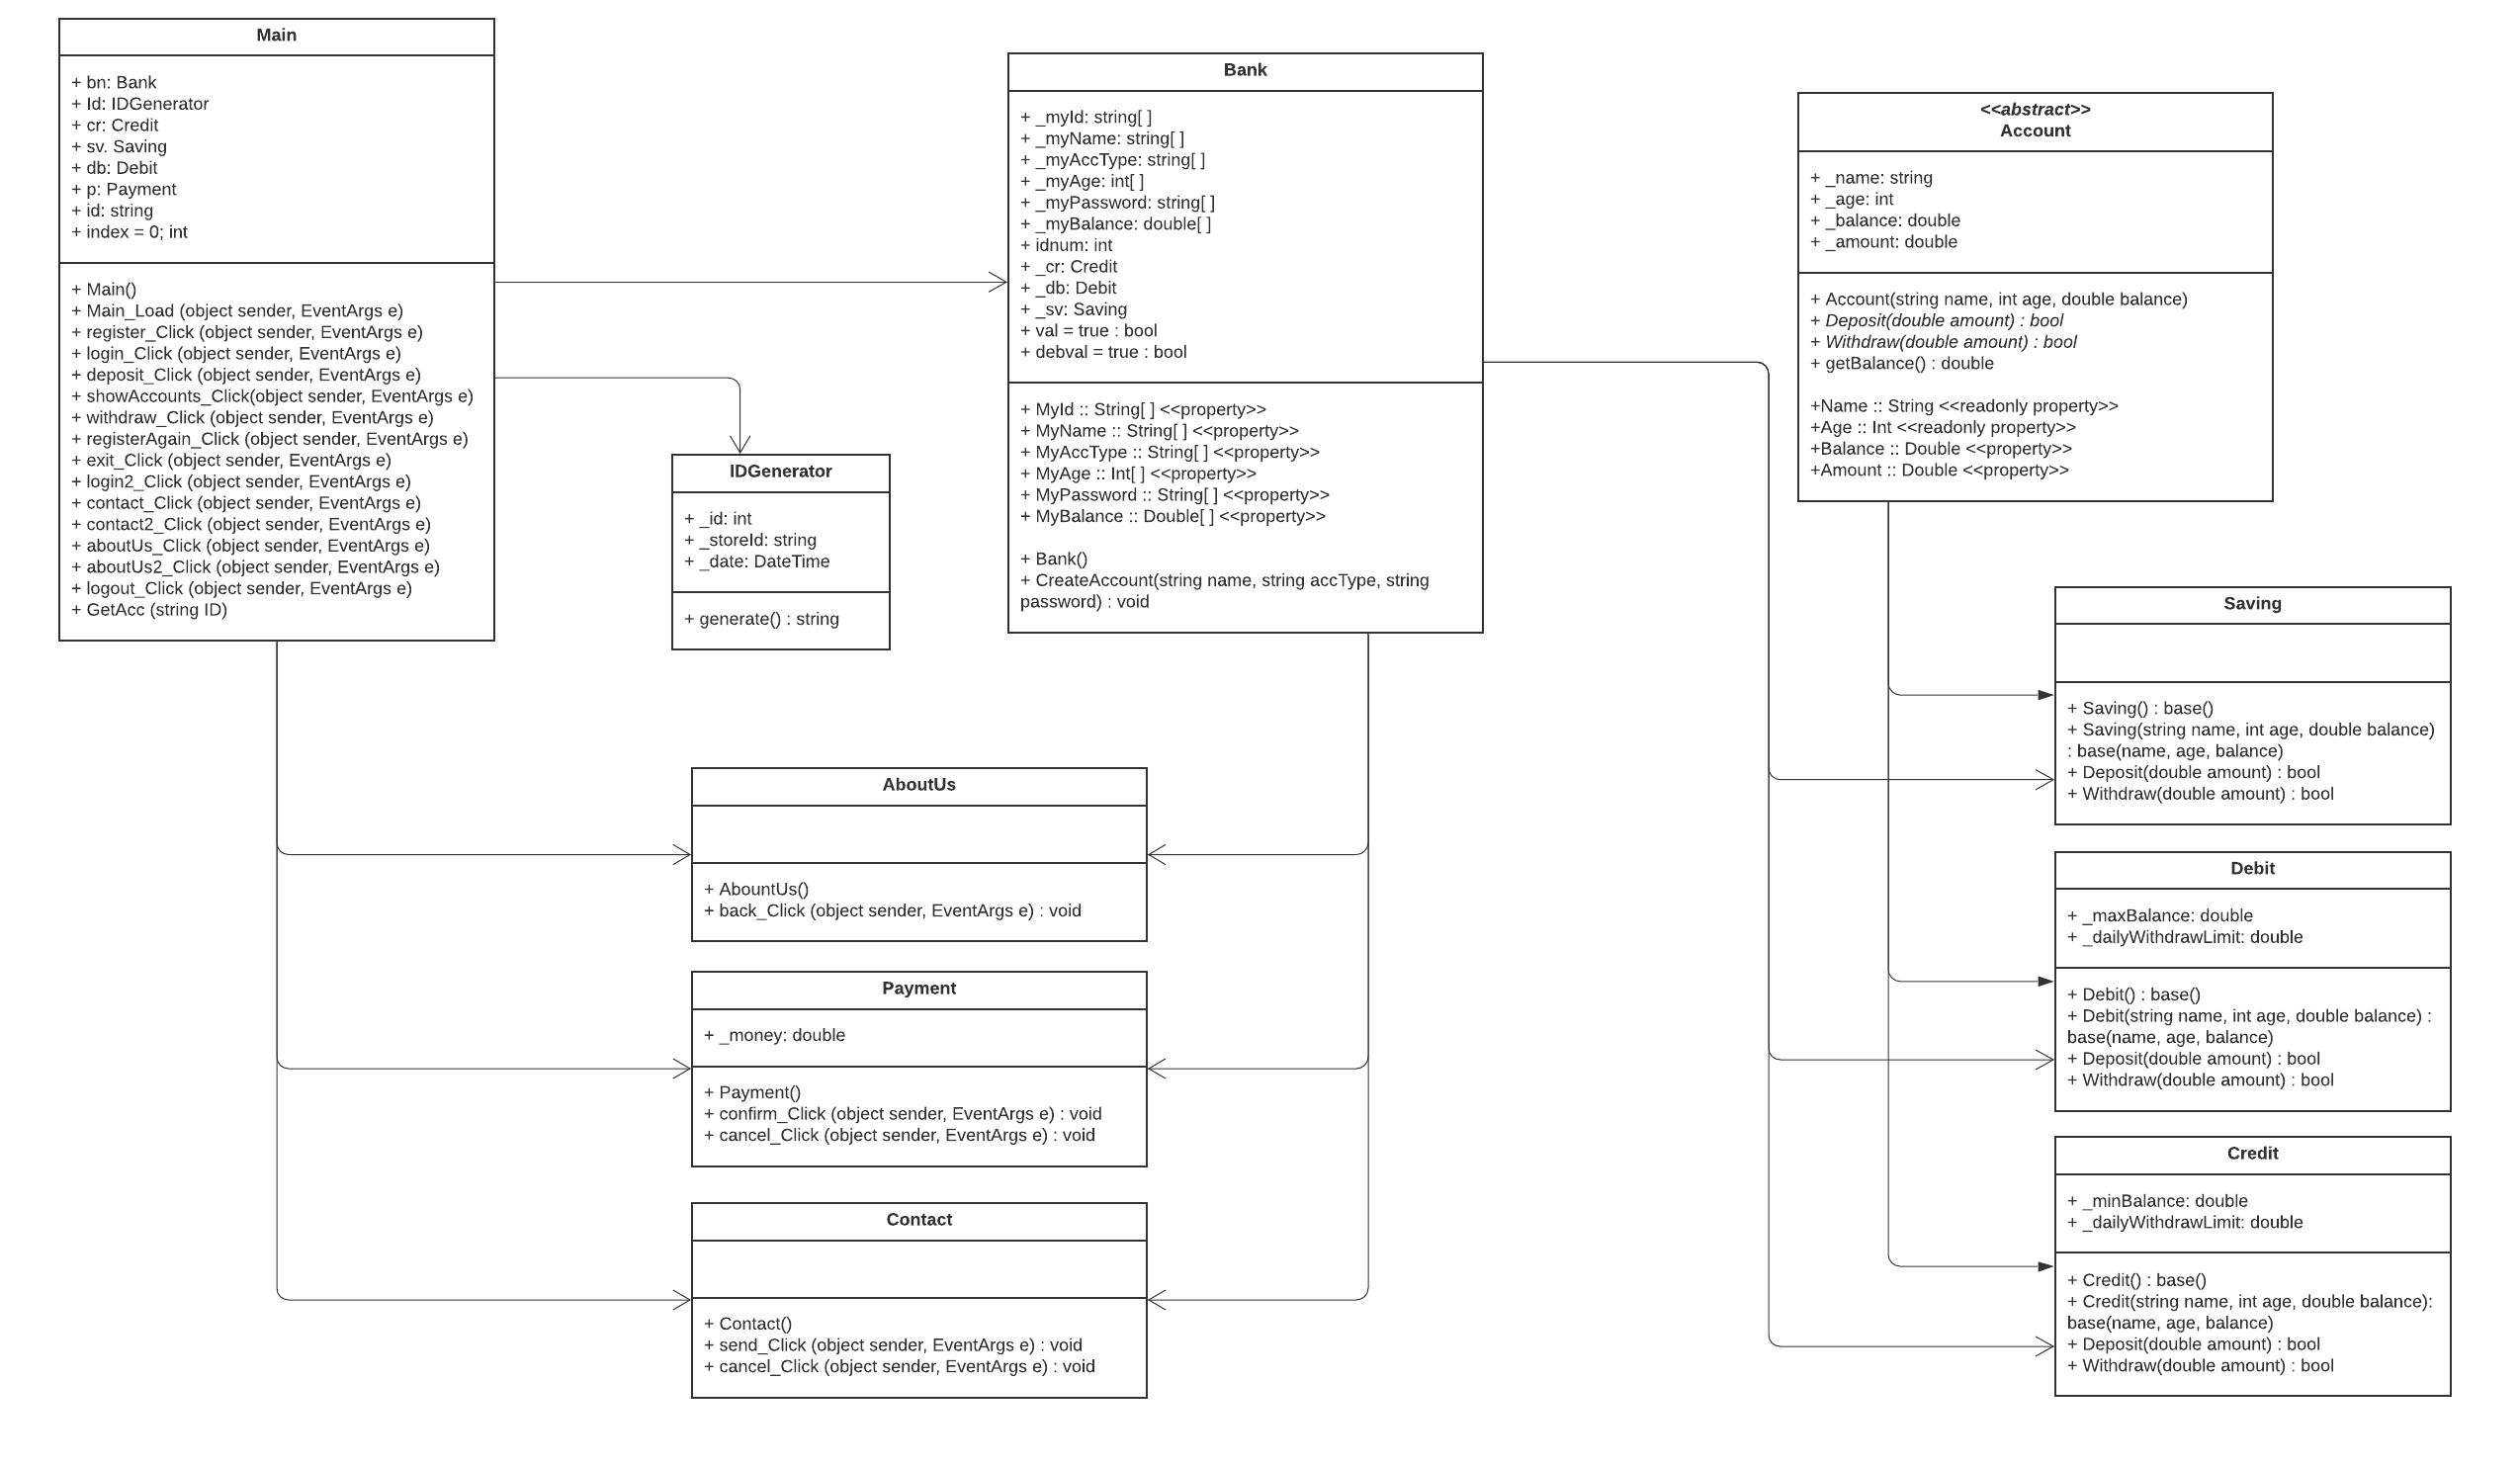 Main
+ bn: Bank
+ Id: IDGenerator
+ cr: Credit
+ sv. Saving
+ db: Debit
+ p: Payment
+ id: string
+ index = 0; int
+ Main()
+ Main_Load (object sender, EventArgs e)
+ register_Click (object sender, EventArgs e)
+ login_Click (object sender, EventArgs e)
+ deposit_Click (object sender, EventArgs e)
+ showAccounts_Click(object sender, EventArgs e)
+ withdraw_Click (object sender, EventArgs e)
+ registerAgain_Click (object sender, EventArgs e)
+ exit_Click (object sender, EventArgs e)
+ login2_Click (object sender, EventArgs e)
+ contact_Click (object sender, EventArgs e)
+ contact2_Click (object sender, EventArgs e)
+ aboutUs_Click (object sender, EventArgs e)
+ aboutUs2_Click (object sender, EventArgs e)
+ logout_Click (object sender, EventArgs e)
+ GetAcc (string ID)
IDGenerator
+ _id: int
+ _storeId: string
+ _date: DateTime
+ generate() : string
Bank
+ _myId: string[ ]
+ _myName: string[ ]
+ _myAccType: string[ ]
+ _myAge: int[ ]
+ _myPassword: string[ ]
+ _myBalance: double[ ]
+ idnum: int
+ _cr: Credit
+ _db: Debit
+ _sv: Saving
+ val = true : bool
+ debval = true : bool
+ MyId :: String[ ] <<property>>
+ MyName :: String[ ] <<property>>
+ MyAccType :: String[ ] <<property>>
+ MyAge :: Int[ ] <<property>>
+ MyPassword :: String[ ] <<property>>
+ MyBalance :: Double[ ] <<property>>
+ Bank()
+ CreateAccount(string name, string accType, string
password) : void
<<abstract>>
Account
+ _name: string
+ _age: int
+ _balance: double
+ _amount: double
+ Account(string name, int age, double balance)
+ Deposit(double amount) : bool
+ Withdraw(double amount) : bool
+ getBalance() : double
+Name :: String <<readonly property>>
+Age :: Int <<readonly property>>
+Balance :: Double <<property>>
+Amount :: Double <<property>>
AboutUs
+ AbountUs()
+ back_Click (object sender, EventArgs e) : void
Payment
+ _money: double
+ Payment()
+ confirm_Click (object sender, EventArgs e) : void
+ cancel_Click (object sender, EventArgs e) : void
Contact
+ Contact()
+ send_Click (object sender, EventArgs e) : void
+ cancel_Click (object sender, EventArgs e) : void
Saving
+ Saving() : base()
+ Saving(string name, int age, double balance)
: base(name, age, balance)
+ Deposit(double amount) : bool
+ Withdraw(double amount) : bool
Debit
+ _maxBalance: double
+ _dailyWithdrawLimit: double
+ Debit() : base()
+ Debit(string name, int age, double balance) :
base(name, age, balance)
+ Deposit(double amount) : bool
+ Withdraw(double amount) : bool
Credit
+ _minBalance: double
+ _dailyWithdrawLimit: double
+ Credit() : base()
+ Credit(string name, int age, double balance):
base(name, age, balance)
+ Deposit(double amount) : bool
+ Withdraw(double amount) : bool